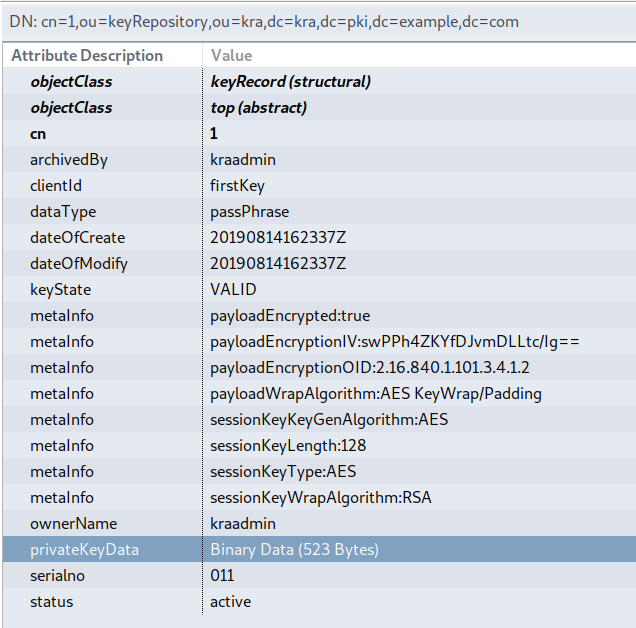 DN: cn=1,ou=keyRepository,ou=kra,dc=kra,dc=pki,dc=example,dc=com
Attribute Description Value
objectClass keyRecord (structural)
objectClass top (abstract)
cn 1
archivedBy kraadmin
clientId firstKey
dataType passPhrase
dateOfCreate 20190814162337Z
dateOfModify 20190814162337Z
keyState VALID
metaInfo payloadEncrypted:true
metaInfo payloadEncryptionIV:swPPh4ZKYfDJvmDLLtc/Ig==
metaInfo payloadEncryptionOID:2.16.840.1.101.3.4.1.2
metaInfo payloadWrapAlgorithm:AES KeyWrap/Padding
metaInfo sessionKeyKeyGenAlgorithm:AES
metaInfo sessionKeyLength:128
metaInfo sessionKeyType:AES
metaInfo sessionKeyWrapAlgorithm:RSA
ownerName kraadmin
privateKeyData Binary Data (523 Bytes)
serialno 011
status active